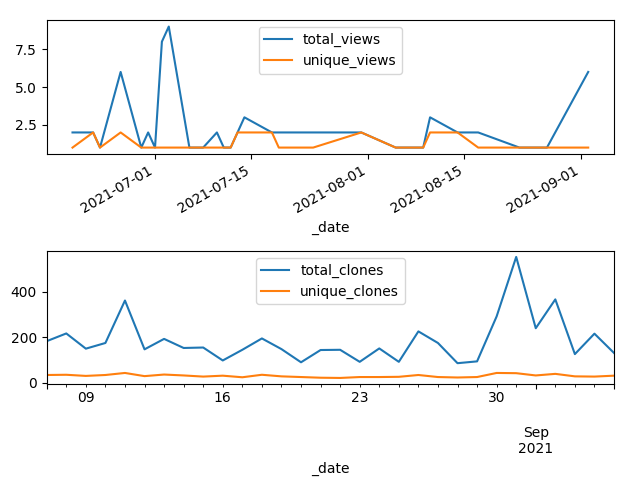 total_views
unique_views
7.5
5.0
2.5
2021-07-01
2021-07-15
2021-08-01
2021-08-15
2021-09-01
_date
total_clones
unique_clones
400
200
0
09
16
23
30
Sep
2021
_date